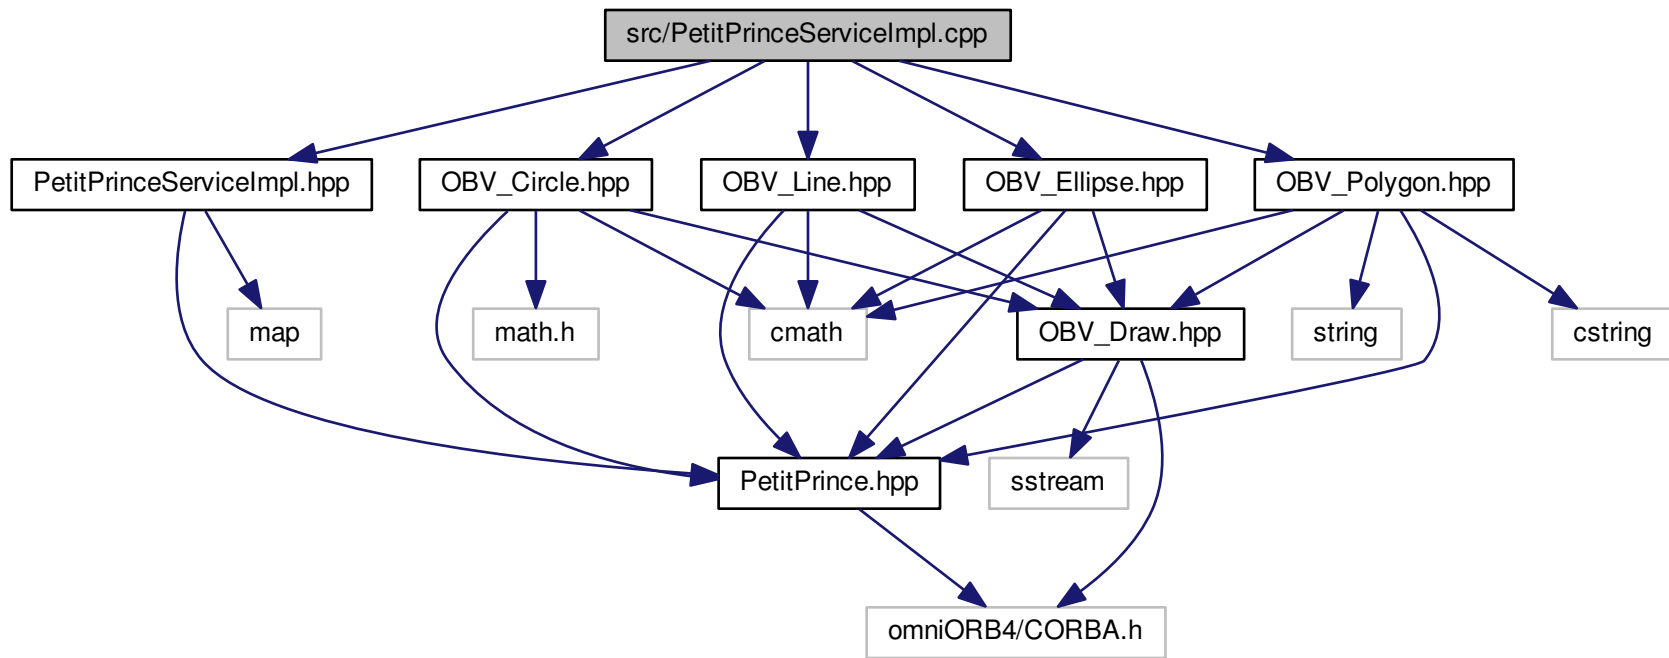 src/PetitPrinceServiceImpl.cpp
PetitPrinceServiceImpl.hpp
OBV_Circle.hpp
OBV_Line.hpp
OBV_Ellipse.hpp
OBV_Polygon.hpp
map
math.h
cmath
OBV_Draw.hpp
string
cstring
PetitPrince.hpp
sstream
omniORB4/CORBA.h